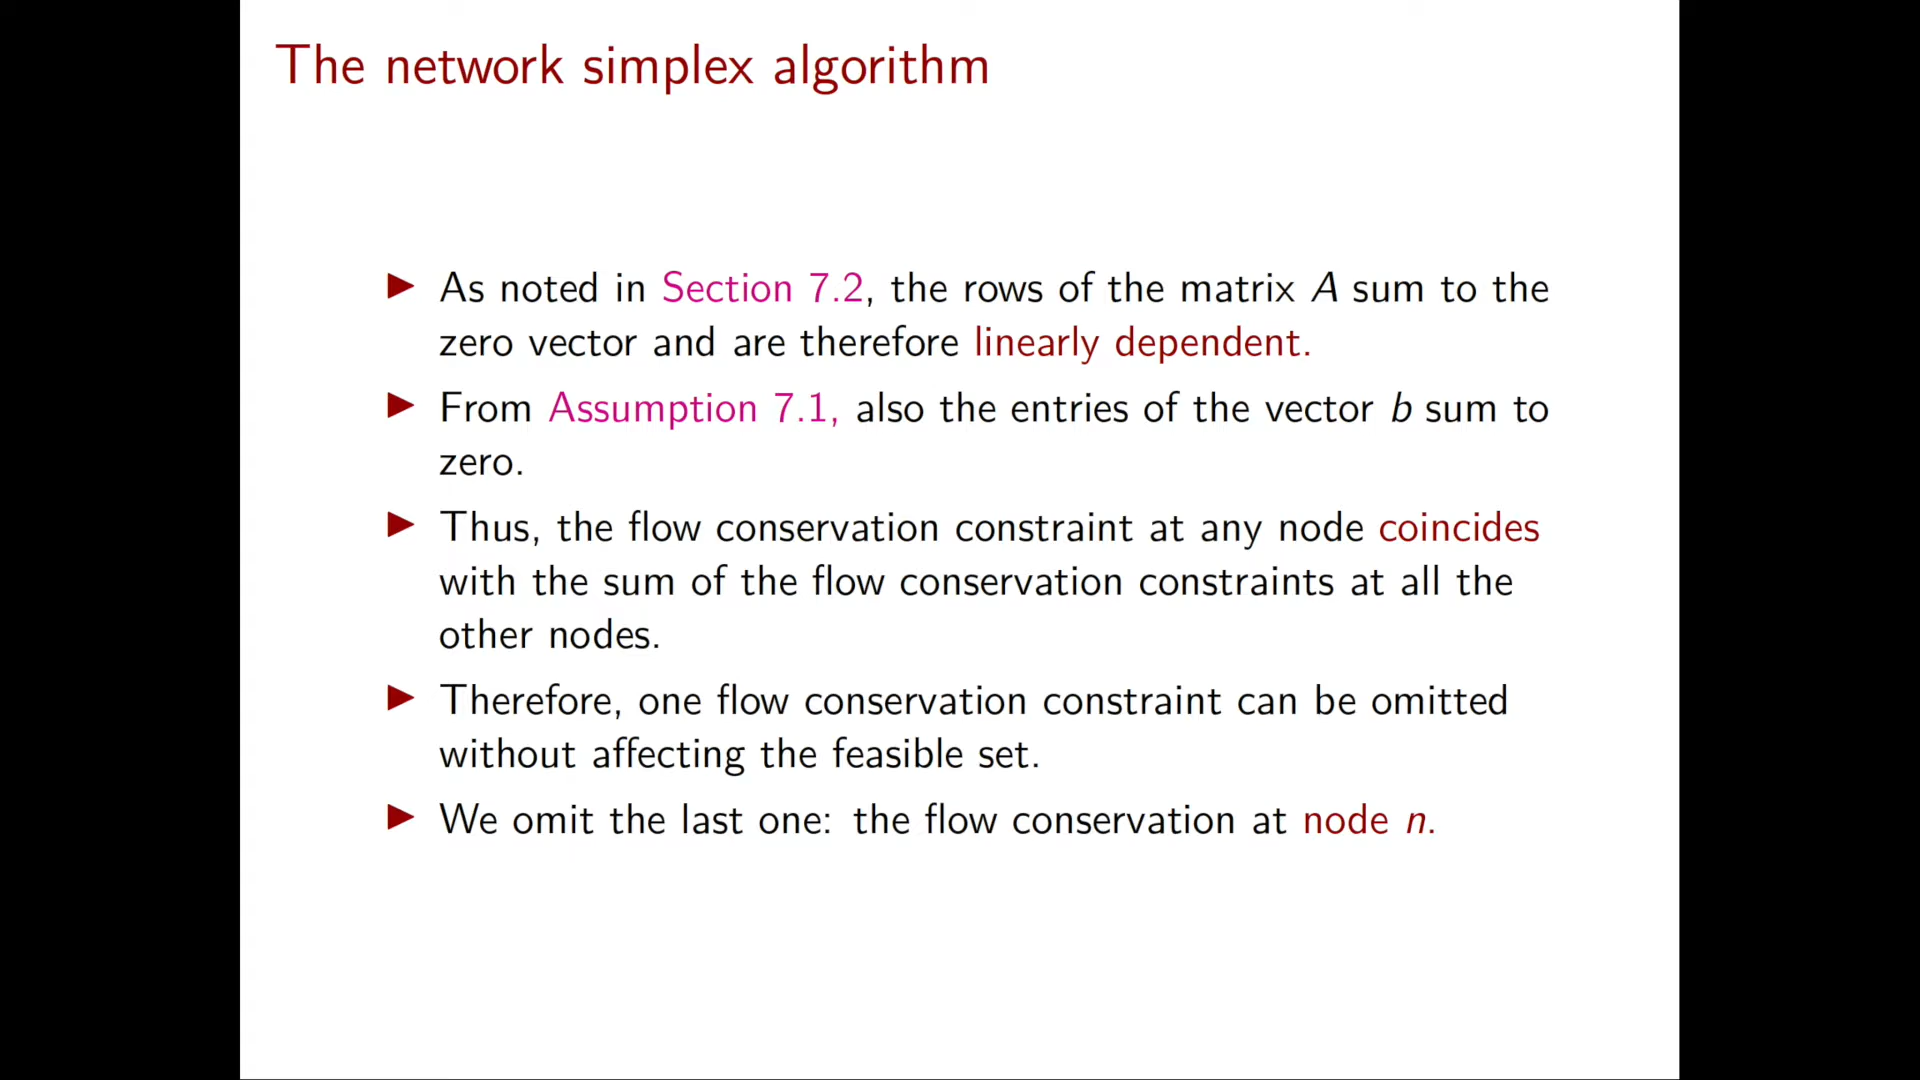 The network simplex algorithm
▶ As noted in Section 7.2, the rows of the matrix A sum to the
zero vector and are therefore linearly dependent.
▶ From Assumption 7.1, also the entries of the vector b sum to
zero.
▶ Thus, the flow conservation constraint at any node coincides
with the sum of the flow conservation constraints at all the
other nodes.
▶ Therefore, one flow conservation constraint can be omitted
without affecting the feasible set.
▶ We omit the last one: the flow conservation at node n.